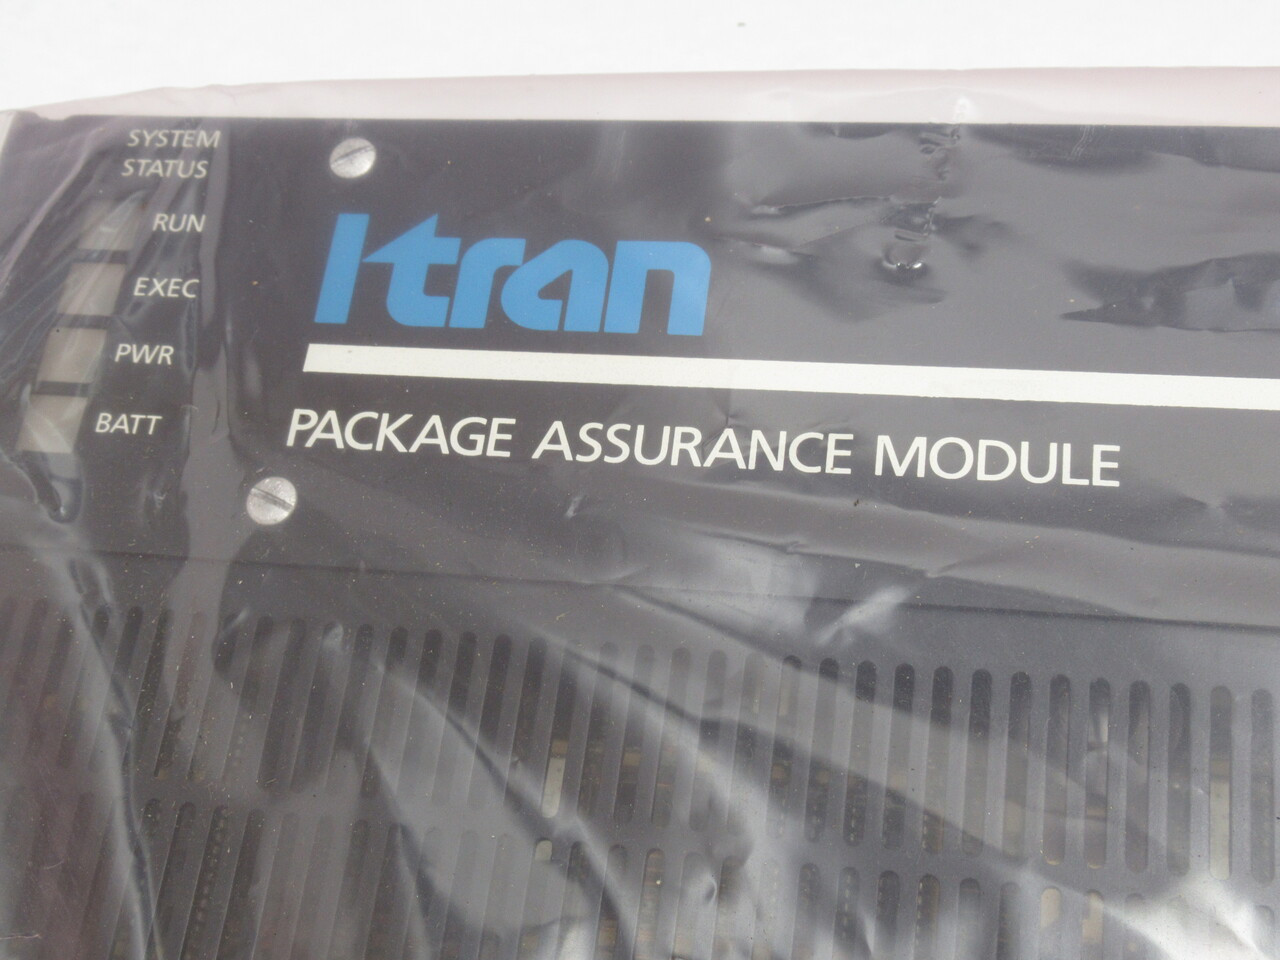 SYSTEM
STATUS
RUN
EXEC
PWR
BATT
Itran
PACKAGE ASSURANCE MODULE